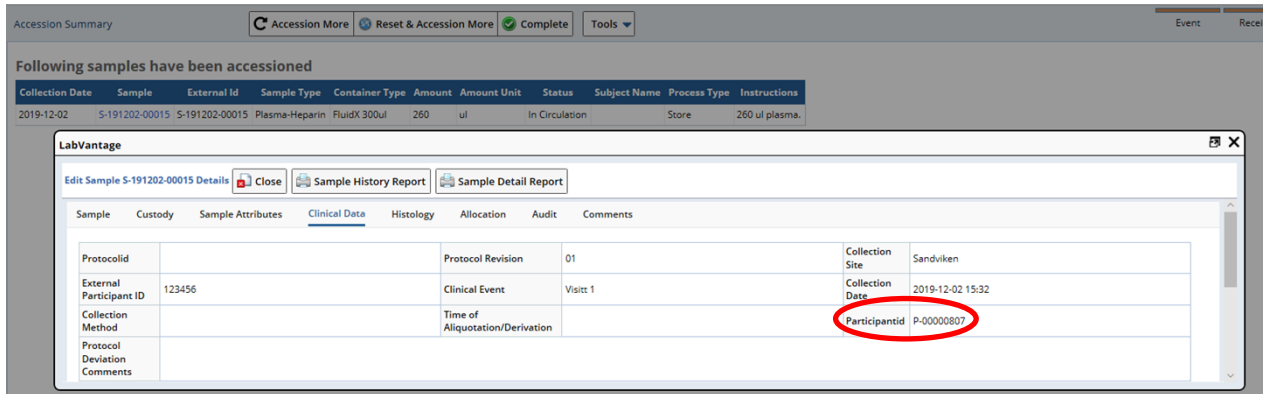 Accession Summary
Accession More
Reset & Accession More
Complete
Tools
Event
Recei
Following samples have been accessioned
Collection Date Sample External Id Sample Type Container Type Amount Amount Unit Status Subject Name Process Type Instructions
2019-12-02 S-191202-00015 S-191202-00015 Plasma-Heparin FluidX 300ul 260 ul In Circulation Store 260 ul plasma.
LabVantage
Edit Sample S-191202-00015 Details Close Sample History Report Sample Detail Report
Sample Custody Sample Attributes Clinical Data Histology Allocation Audit Comments
Protocolid Protocol Revision 01 Collection Site Sandviken
External Participant ID 123456 Clinical Event Visitt 1 Collection Date 2019-12-02 15:32
Collection Method Time of Aliquotation/Derivation Participantid P-00000807
Protocol Deviation Comments